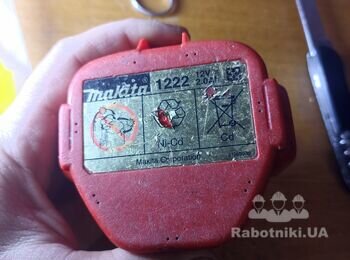 makita 1222 12V
2.0Ah
Ni-Cd
Cd
Makita Corporation
Rabotniki.UA